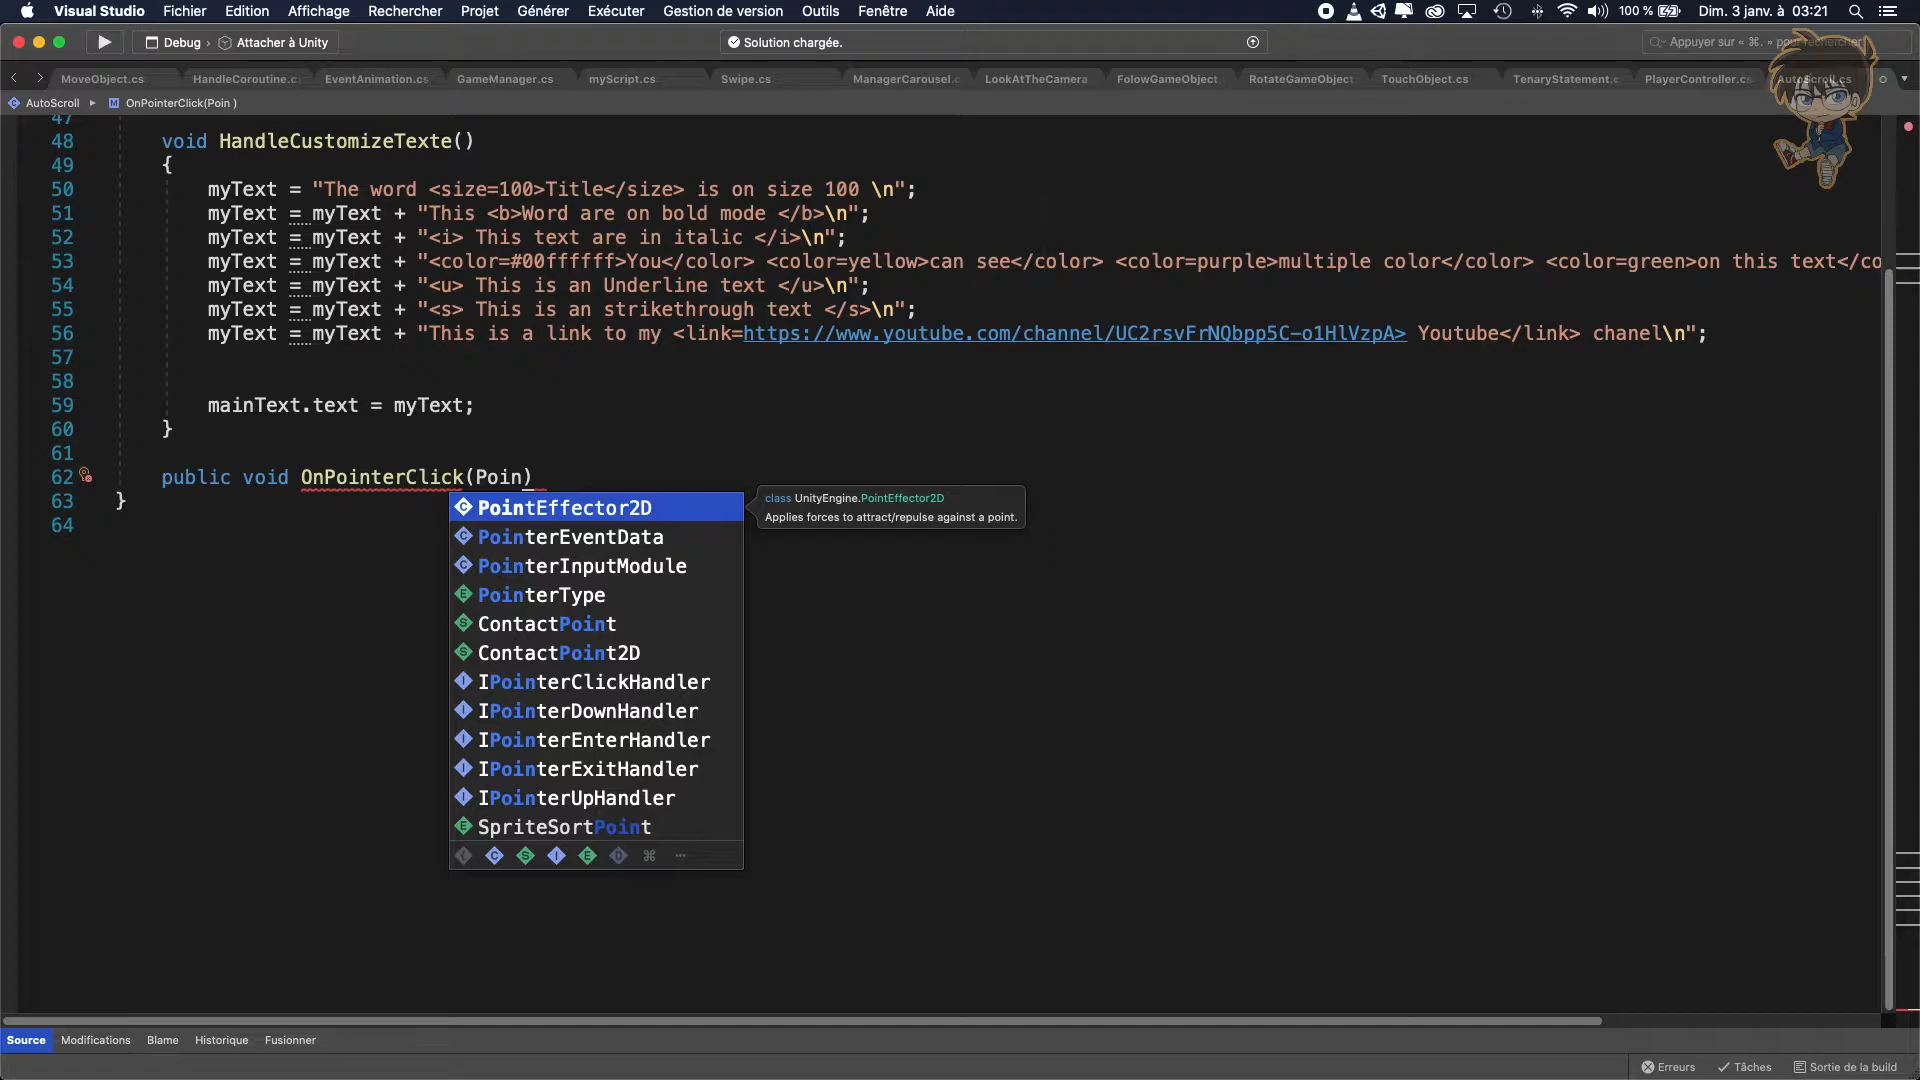 Visual Studio Fichier Edition Affichage Rechercher Projet Générer Exécuter Gestion de version Outils Fenêtre Aide 100 % Dim. 3 janv. à 03:21
Debug › Attacher à Unity Solution chargée. Appuyer sur « ⌘. » pour rechercher
MoveObject.cs HandleCoroutine.c EventAnimation.cs GameManager.cs myScript.cs Swipe.cs ManagerCarousel.c LookAtTheCamera FolowGameObject. RotateGameObject TouchObject.cs TenaryStatement.c PlayerController.cs AutoScroll.cs
AutoScroll ▸ M OnPointerClick(Poin )
47
48 void HandleCustomizeTexte()
49 {
50 myText = "The word <size=100>Title</size> is on size 100 \n";
51 myText = myText + "This <b>Word are on bold mode </b>\n";
52 myText = myText + "<i> This text are in italic </i>\n";
53 myText = myText + "<color=#00ffffff>You</color> <color=yellow>can see</color> <color=purple>multiple color</color> <color=green>on this text</co
54 myText = myText + "<u> This is an Underline text </u>\n";
55 myText = myText + "<s> This is an strikethrough text </s>\n";
56 myText = myText + "This is a link to my <link=https://www.youtube.com/channel/UC2rsvFrNQbpp5C-o1HlVzpA> Youtube</link> chanel\n";
57
58
59 mainText.text = myText;
60 }
61
62 public void OnPointerClick(Poin)
63 }
64
C PointEffector2D
class UnityEngine.PointEffector2D
Applies forces to attract/repulse against a point.
C PointerEventData
C PointerInputModule
E PointerType
S ContactPoint
S ContactPoint2D
I IPointerClickHandler
I IPointerDownHandler
I IPointerEnterHandler
I IPointerExitHandler
I IPointerUpHandler
E SpriteSortPoint
C S I E D ⌘ ...
Source Modifications Blame Historique Fusionner
Erreurs Tâches Sortie de la build